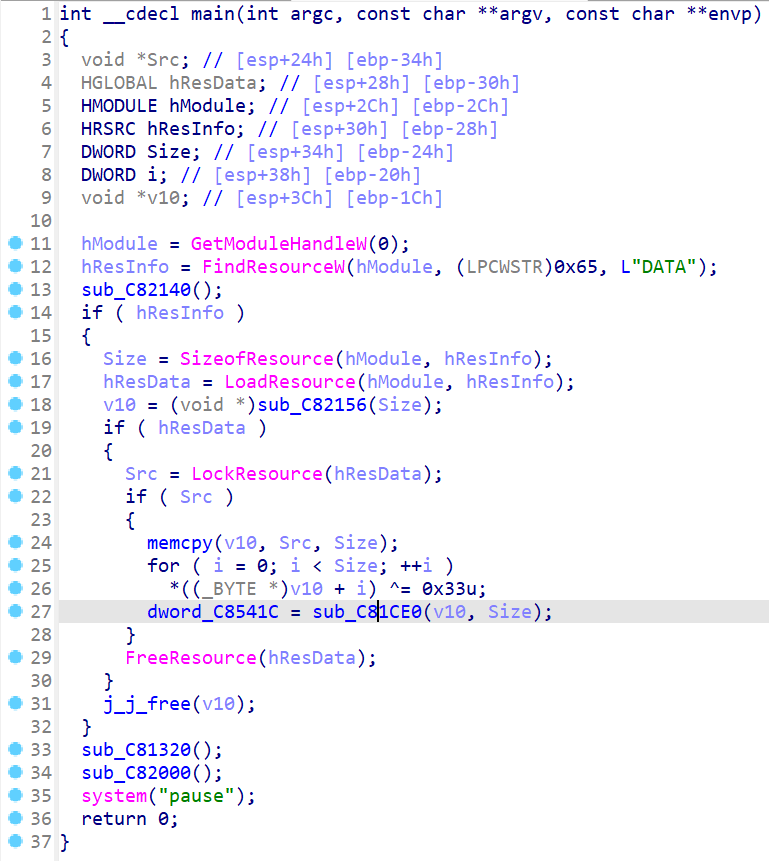 1 int __cdecl main(int argc, const char **argv, const char **envp)
2 {
3 void *Src; // [esp+24h] [ebp-34h]
4 HGLOBAL hResData; // [esp+28h] [ebp-30h]
5 HMODULE hModule; // [esp+2Ch] [ebp-2Ch]
6 HRSRC hResInfo; // [esp+30h] [ebp-28h]
7 DWORD Size; // [esp+34h] [ebp-24h]
8 DWORD i; // [esp+38h] [ebp-20h]
9 void *v10; // [esp+3Ch] [ebp-1Ch]
10
11 hModule = GetModuleHandleW(0);
12 hResInfo = FindResourceW(hModule, (LPCWSTR)0x65, L"DATA");
13 sub_C82140();
14 if ( hResInfo )
15 {
16 Size = SizeofResource(hModule, hResInfo);
17 hResData = LoadResource(hModule, hResInfo);
18 v10 = (void *)sub_C82156(Size);
19 if ( hResData )
20 {
21 Src = LockResource(hResData);
22 if ( Src )
23 {
24 memcpy(v10, Src, Size);
25 for ( i = 0; i < Size; ++i )
26 *((_BYTE *)v10 + i) ^= 0x33u;
27 dword_C8541C = sub_C81CE0(v10, Size);
28 }
29 FreeResource(hResData);
30 }
31 j_j_free(v10);
32 }
33 sub_C81320();
34 sub_C82000();
35 system("pause");
36 return 0;
37 }